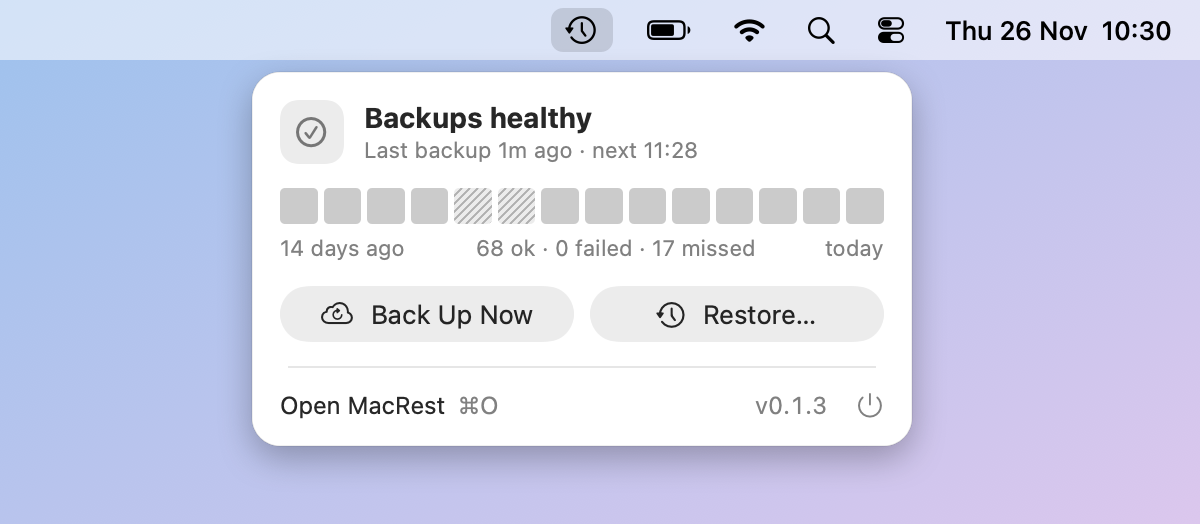 Thu 26 Nov 10:30
Backups healthy
Last backup 1m ago · next 11:28
14 days ago 68 ok · 0 failed · 17 missed today
Back Up Now Restore...
Open MacRest ⌘O v0.1.3